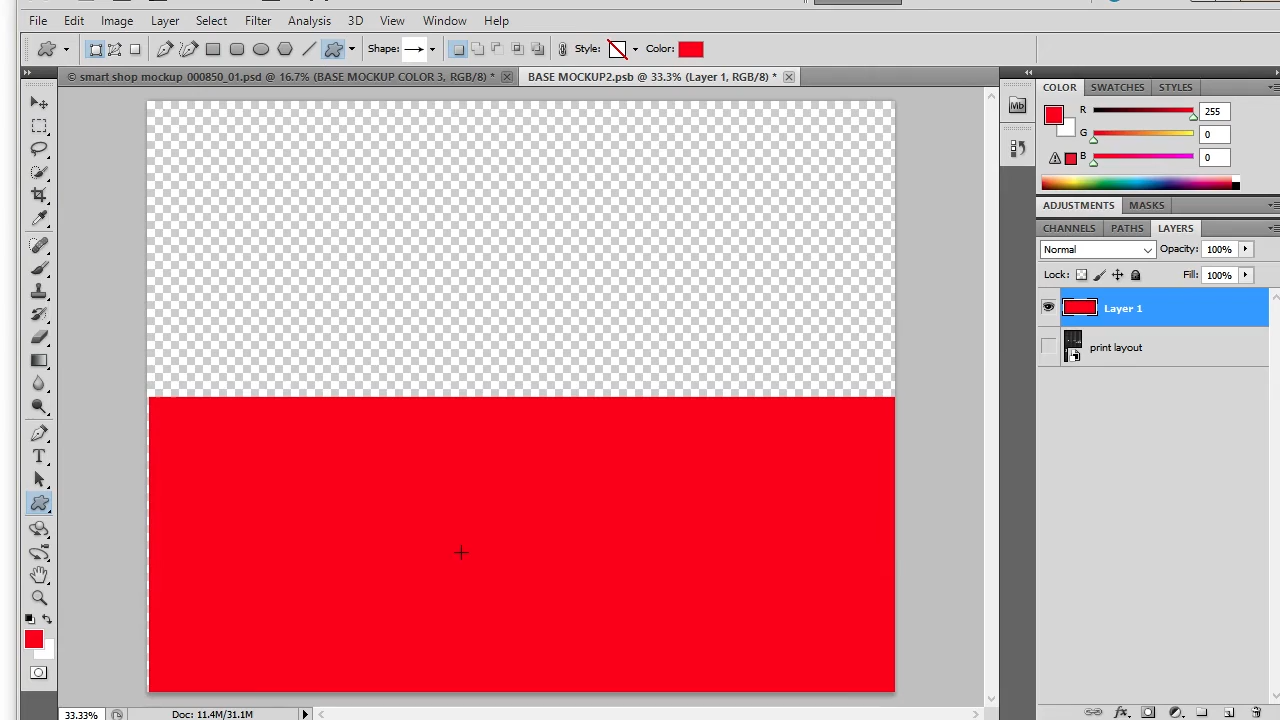 File Edit Image Layer Select Filter Analysis 3D View Window Help
Shape: Style: Color:
© smart shop mockup 000850_01.psd @ 16.7% (BASE MOCKUP COLOR 3, RGB/8) * BASE MOCKUP2.psb @ 33.3% (Layer 1, RGB/8) *
COLOR SWATCHES STYLES
Mb
R 255
G 0
B 0
ADJUSTMENTS MASKS
CHANNELS PATHS LAYERS
Normal Opacity: 100%
Lock: Fill: 100%
Layer 1
print layout
T
33.33% Doc: 11.4M/31.1M
fx